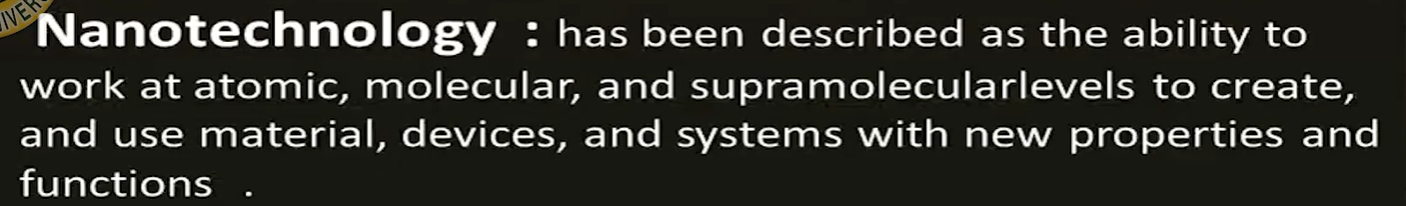 Nanotechnology : has been described as the ability to
work at atomic, molecular, and supramolecularlevels to create,
and use material, devices, and systems with new properties and
functions .